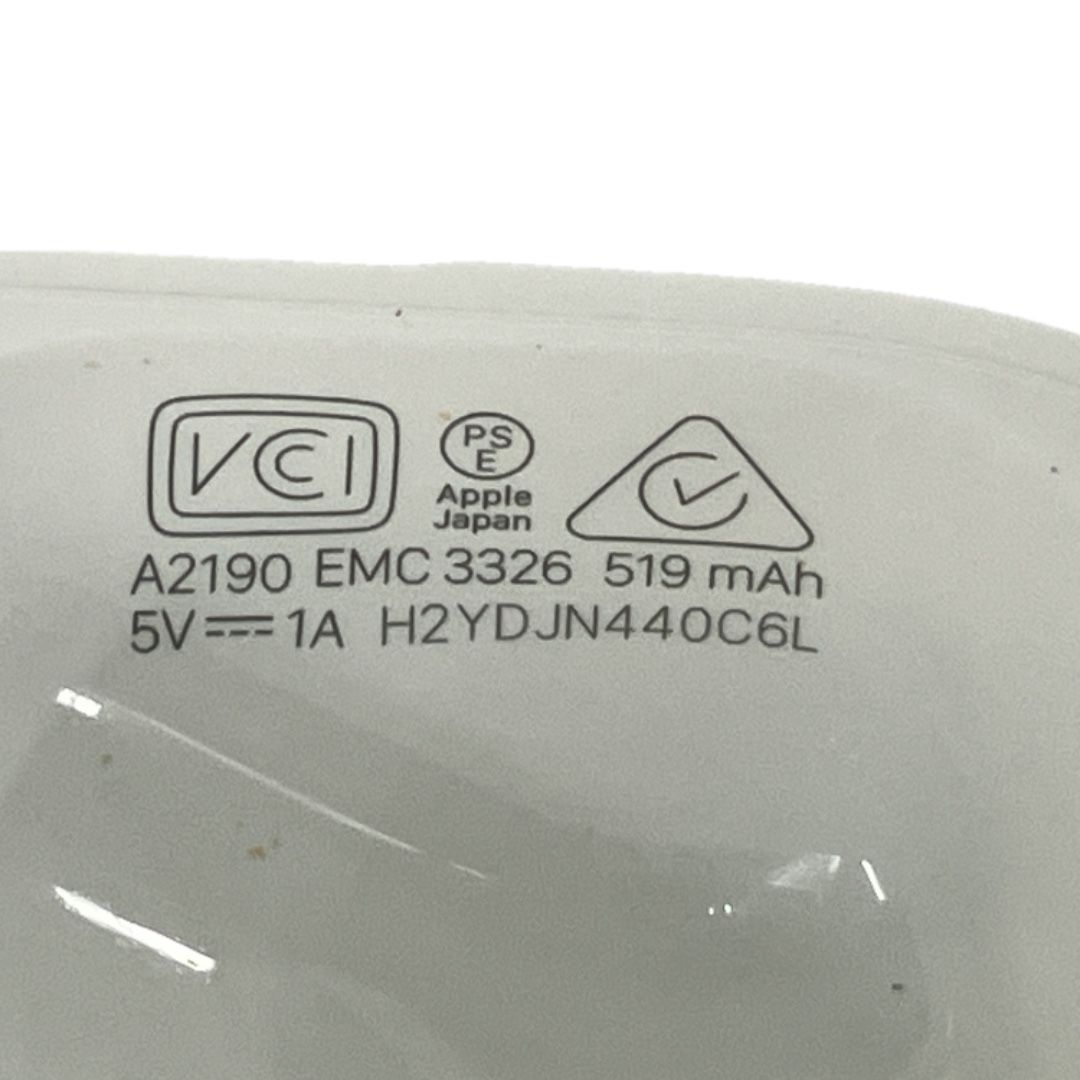 VCI
PS
E
Apple
Japan
A2190 EMC 3326 519 mAh
5V⎓1A H2YDJN440C6L